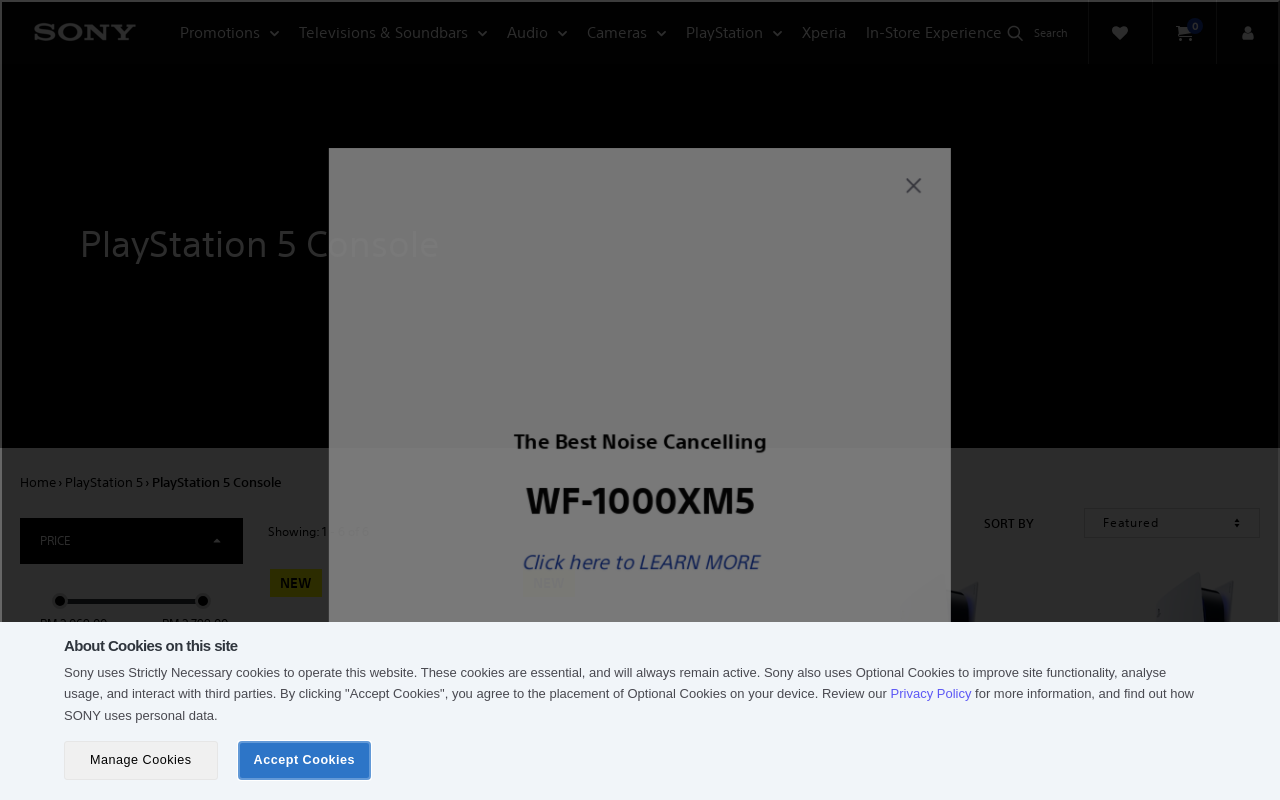 SONY
Promotions
Televisions & Soundbars
Audio
Cameras
PlayStation
Xperia
In-Store Experience
Search
0
PlayStation 5 Console
The Best Noise Cancelling
WF-1000XM5
Click here to LEARN MORE
Home › PlayStation 5 › PlayStation 5 Console
PRICE
Showing: 1
SORT BY
Featured
NEW
NEW
About Cookies on this site
Sony uses Strictly Necessary cookies to operate this website. These cookies are essential, and will always remain active. Sony also uses Optional Cookies to improve site functionality, analyse
usage, and interact with third parties. By clicking "Accept Cookies", you agree to the placement of Optional Cookies on your device. Review our Privacy Policy for more information, and find out how
SONY uses personal data.
Manage Cookies
Accept Cookies